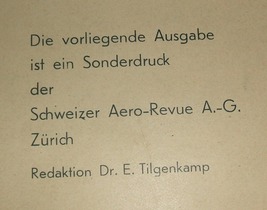 Die vorliegende Ausgabe
ist ein Sonderdruck
der
Schweizer Aero-Revue A.-G.
Zürich
Redaktion Dr. E. Tilgenkamp